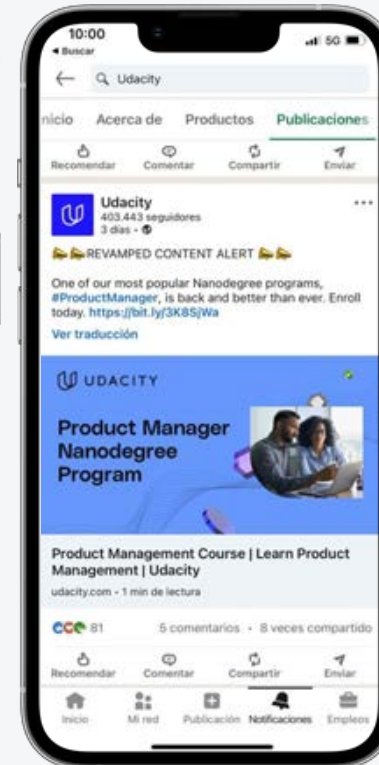 10:00
5G
Buscar
Udacity
nicio Acerca de Productos Publicaciones
Recomendar Comentar Compartir Enviar
Udacity
403.443 seguidores
3 días •
REVAMPED CONTENT ALERT
One of our most popular Nanodegree programs,
#ProductManager, is back and better than ever. Enroll
today. https://bit.ly/3K8SjWa
Ver traducción
UDACITY
Product Manager
Nanodegree
Program
Product Management Course | Learn Product
Management | Udacity
udacity.com • 1 min de lectura
81 5 comentarios • 8 veces compartido
Recomendar Comentar Compartir Enviar
Inicio Mi red Publicación Notificaciones Empleos